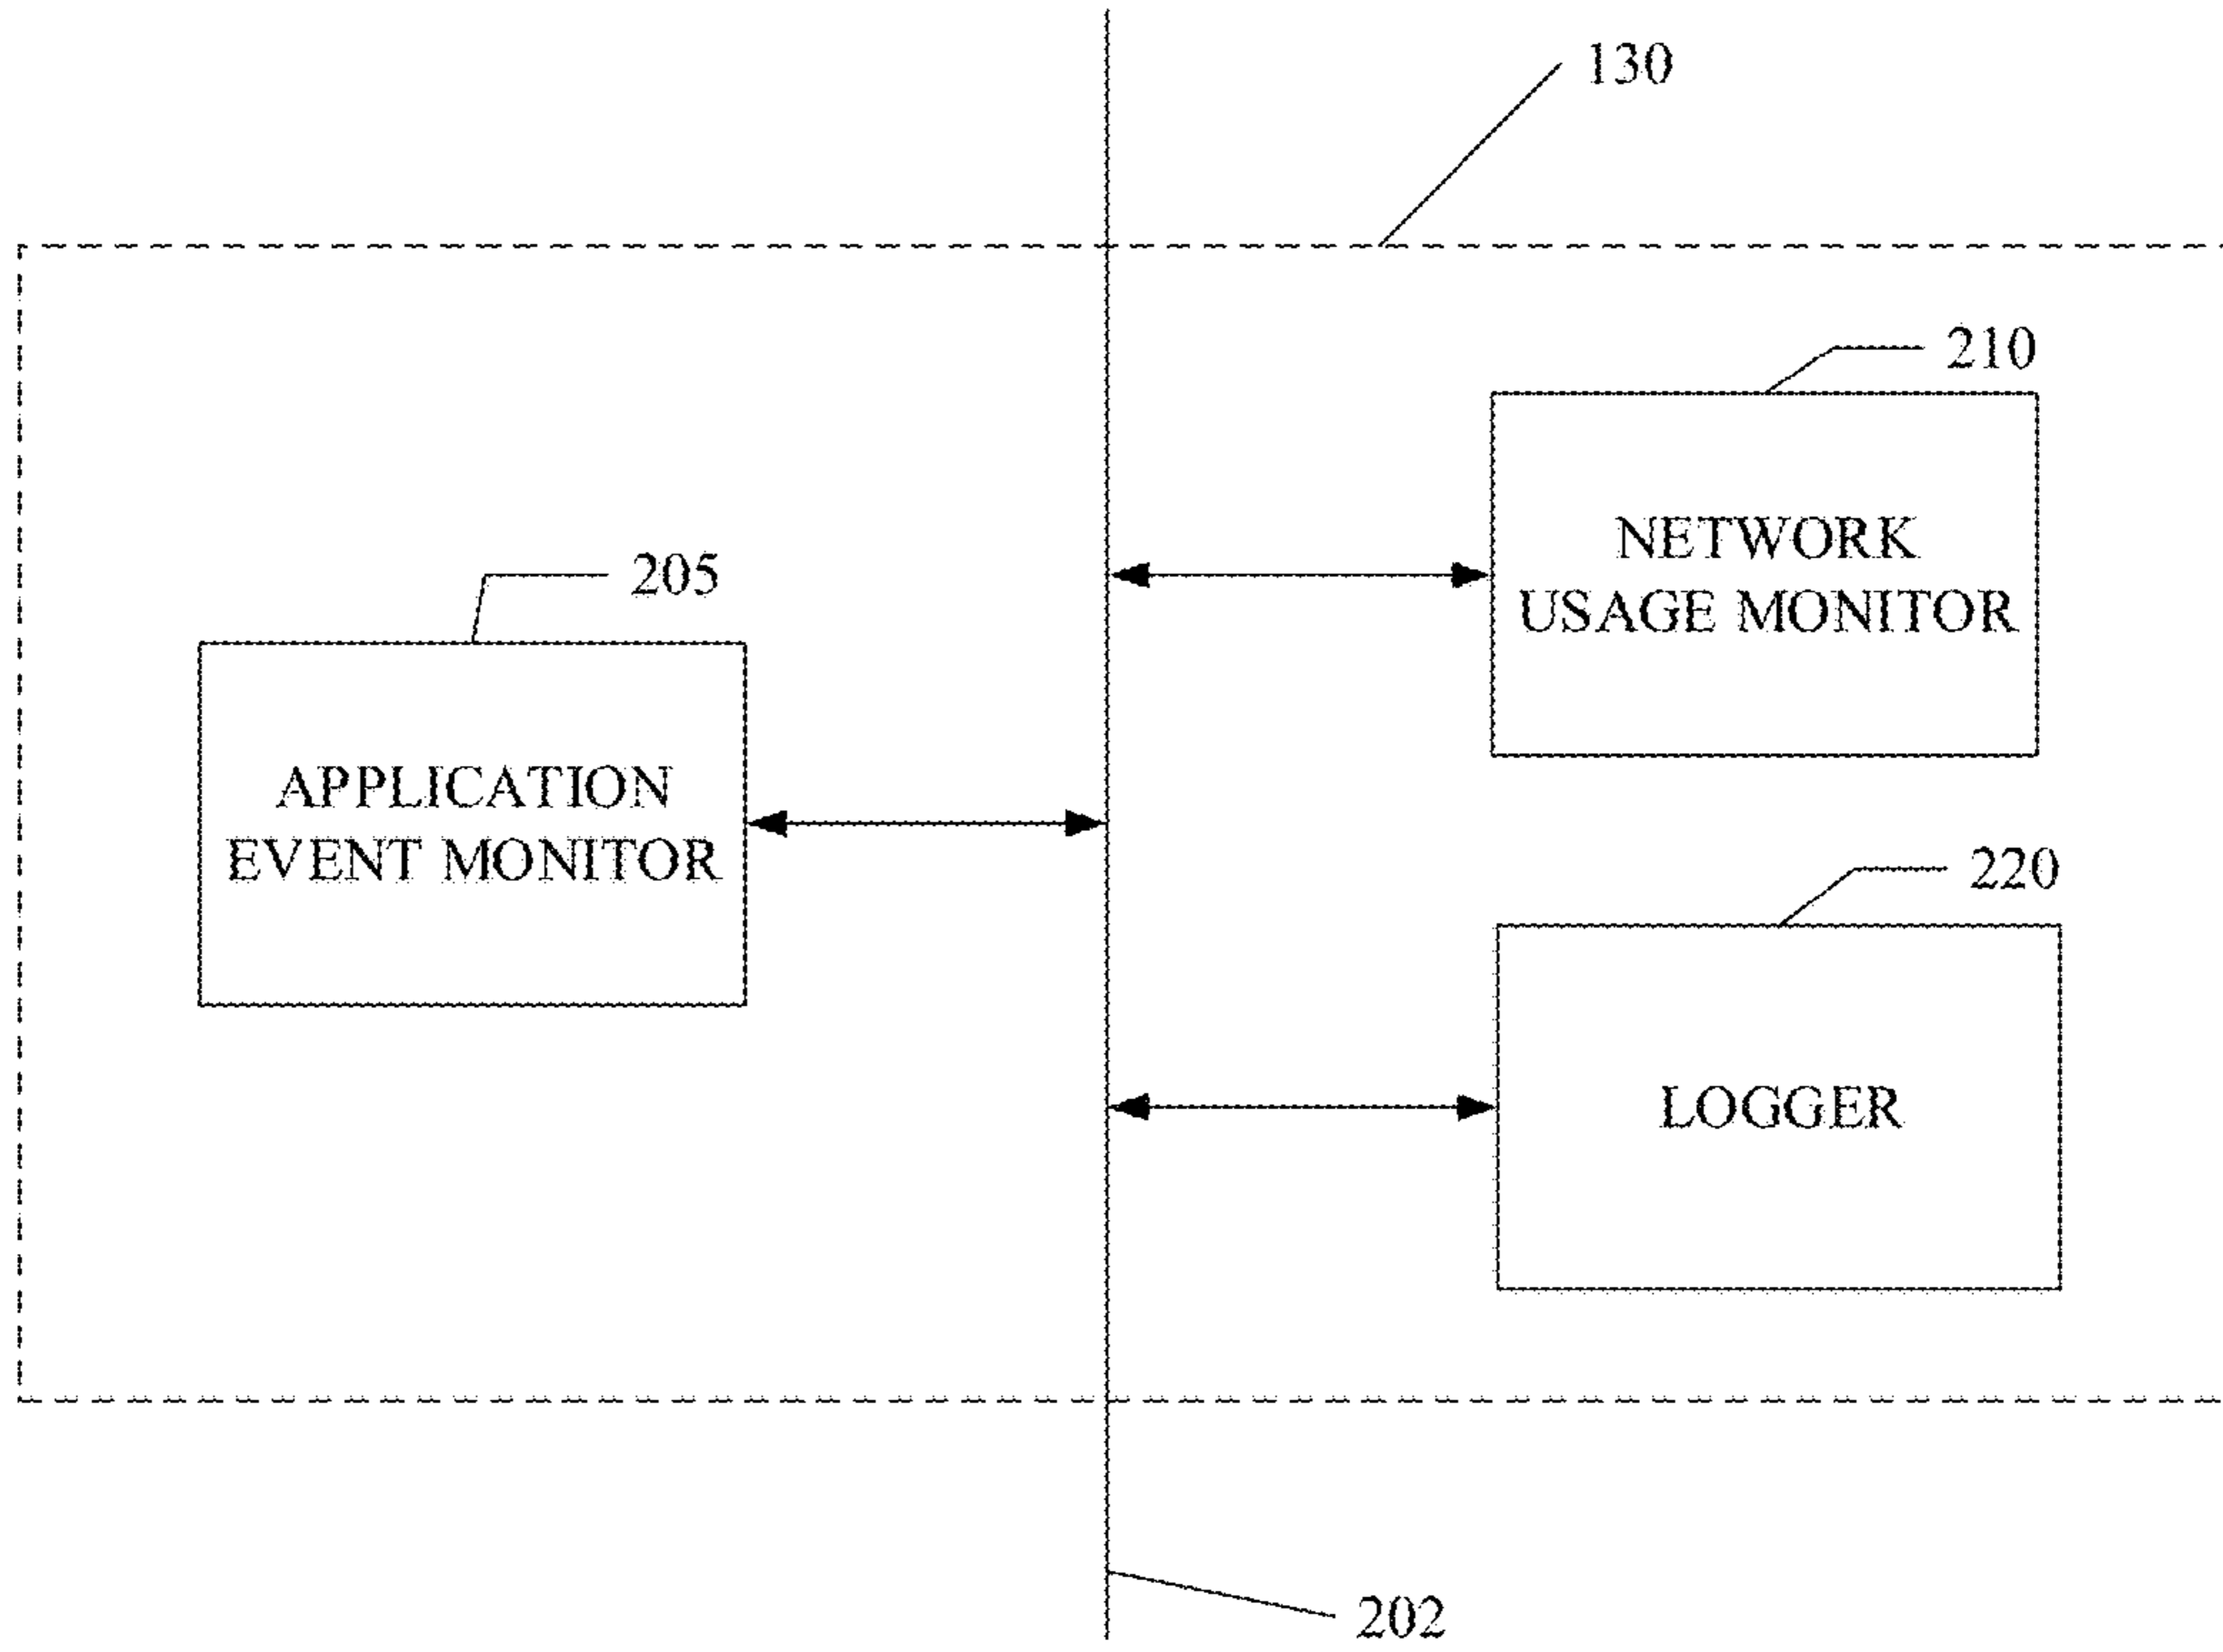 130
210
NETWORK
USAGE MONITOR
205
APPLICATION
EVENT MONITOR
220
LOGGER
202